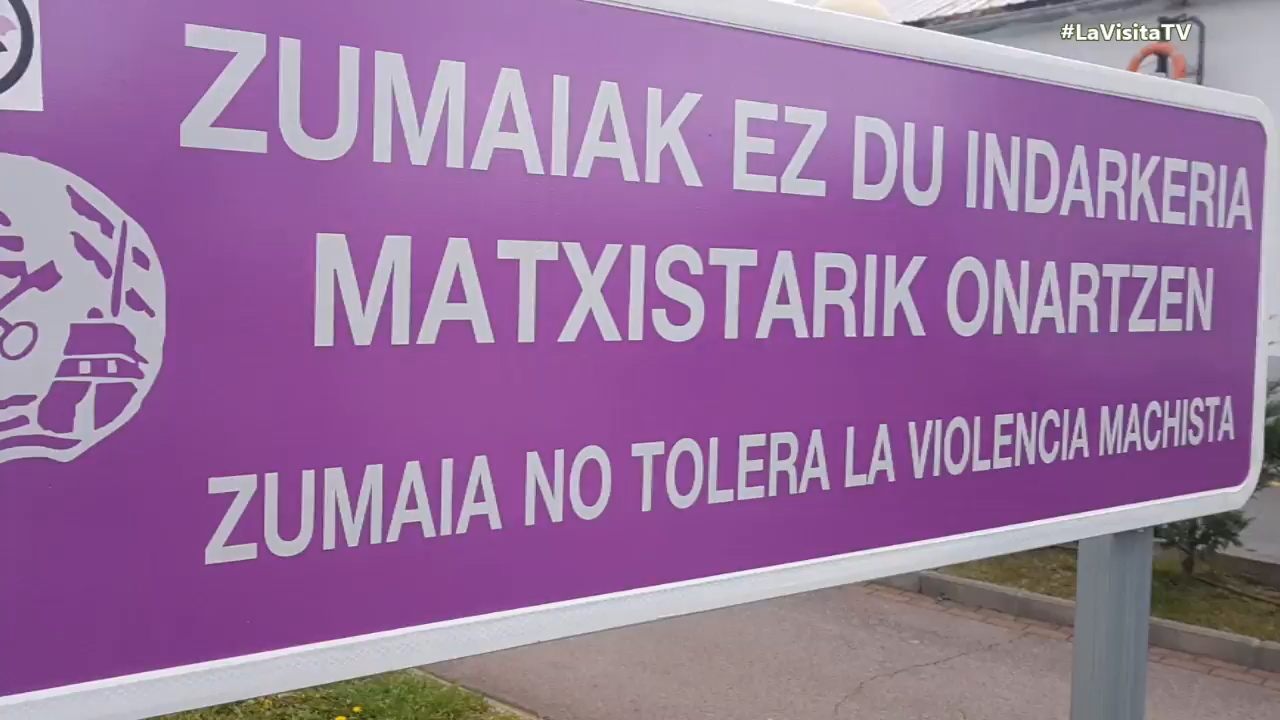 #LaVisitaTV
ZUMAIAK EZ DU INDARKERIA
MATXISTARIK ONARTZEN
ZUMAIA NO TOLERA LA VIOLENCIA MACHISTA